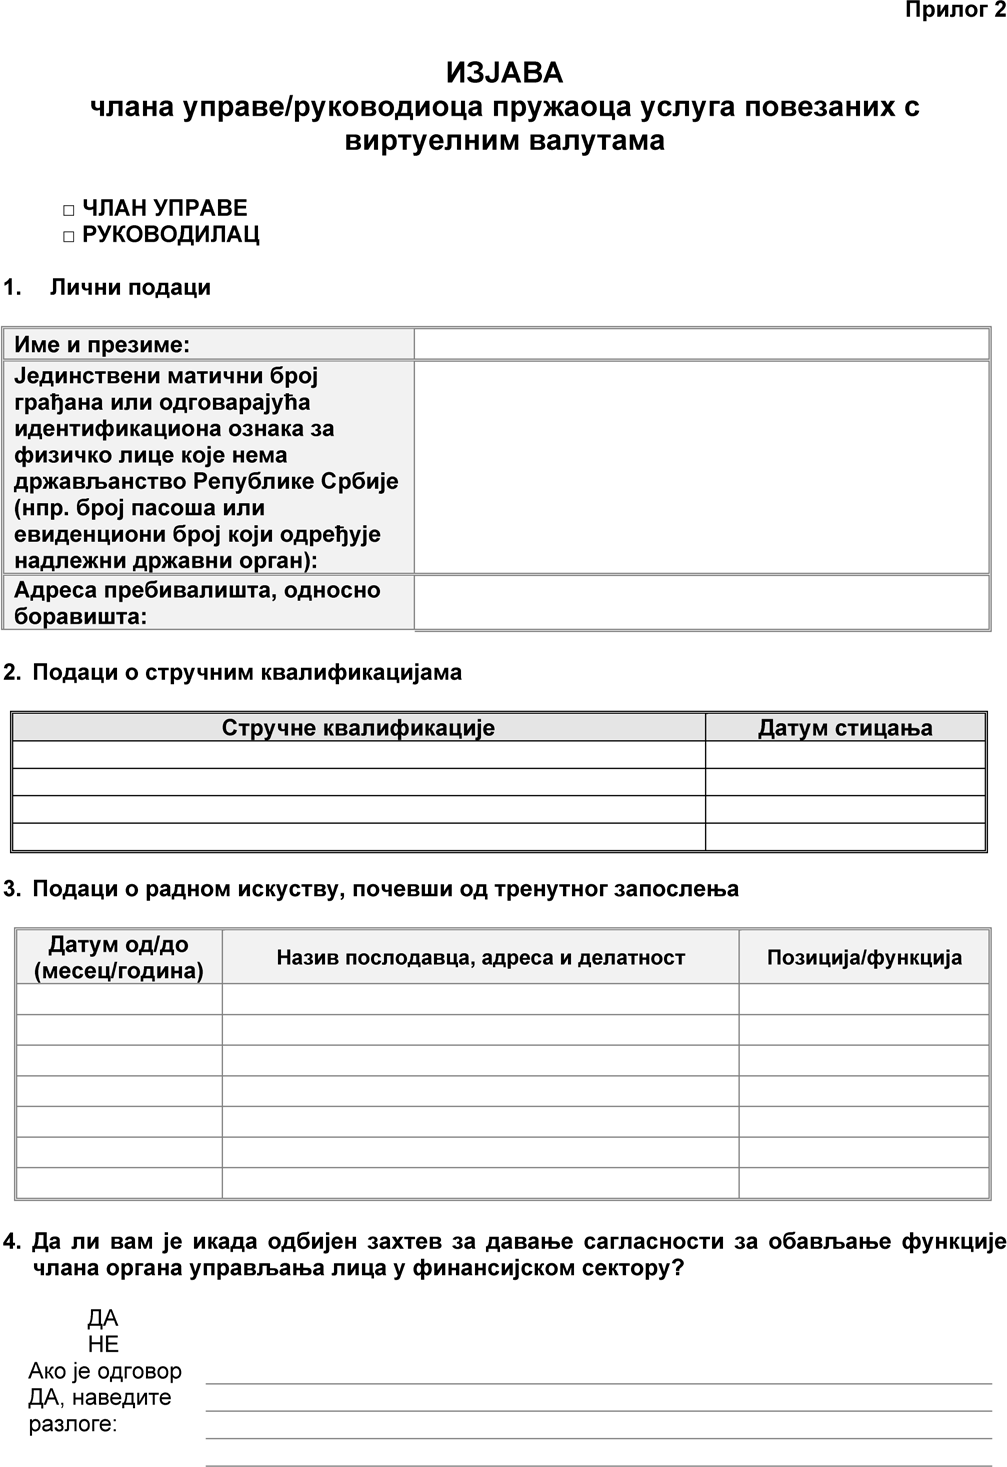 Прилог 2
ИЗЈАВА
члана управе/руководиоца пружаоца услуга повезаних с
виртуелним валутама
□ ЧЛАН УПРАВЕ
□ РУКОВОДИЛАЦ
1. Лични подаци
Име и презиме:
Јединствени матични број
грађана или одговарајућа
идентификациона ознака за
физичко лице које нема
држављанство Републике Србије
(нпр. број пасоша или
евиденциони број који одређује
надлежни државни орган):
Адреса пребивалишта, односно
боравишта:
2. Подаци о стручним квалификацијама
Стручне квалификације Датум стицања
3. Подаци о радном искуству, почевши од тренутног запослења
Датум од/до
(месец/година)
Назив послодавца, адреса и делатност
Позиција/функција
4. Да ли вам је икада одбијен захтев за давање сагласности за обављање функције
члана органа управљања лица у финансијском сектору?
ДА
НЕ
Ако је одговор
ДА, наведите
разлоге: